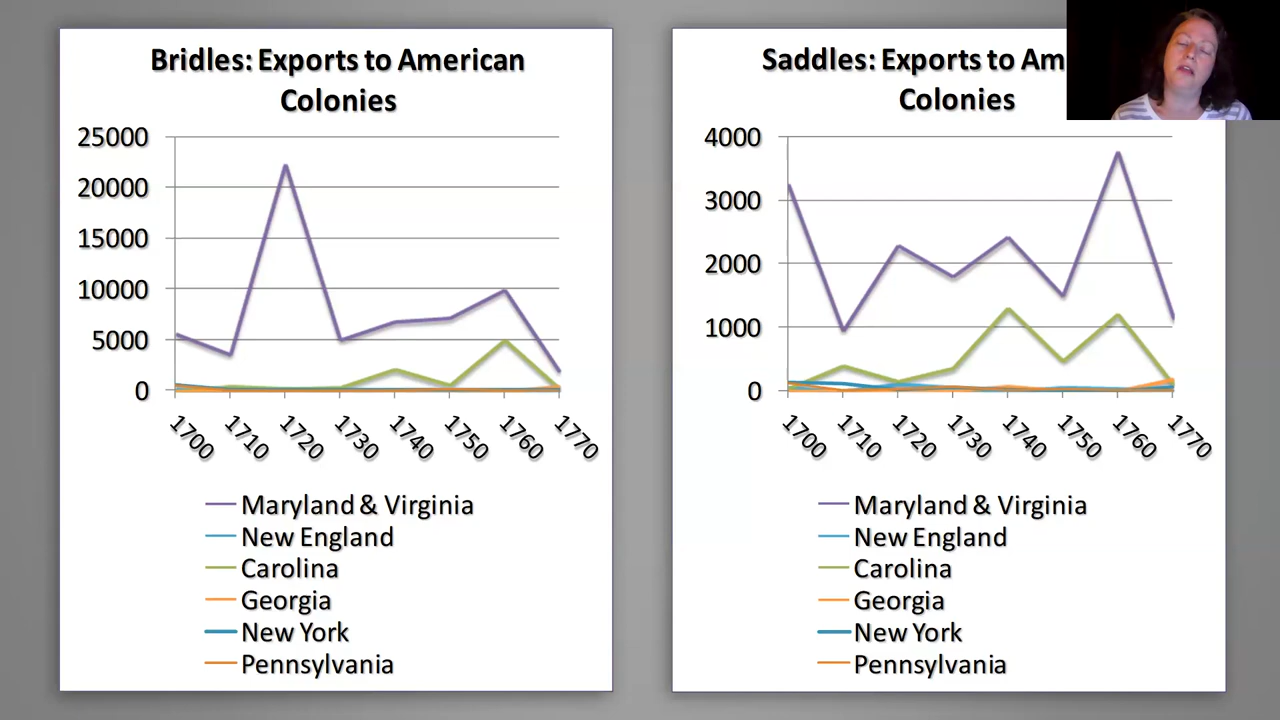 Bridles: Exports to American
Colonies
25000
20000
15000
10000
5000
0
1700
1710
1720
1730
1740
1750
1760
1770
Maryland & Virginia
New England
Carolina
Georgia
New York
Pennsylvania
Saddles: Exports to Am
Colonies
4000
3000
2000
1000
0
1700
1710
1720
1730
1740
1750
1760
1770
Maryland & Virginia
New England
Carolina
Georgia
New York
Pennsylvania